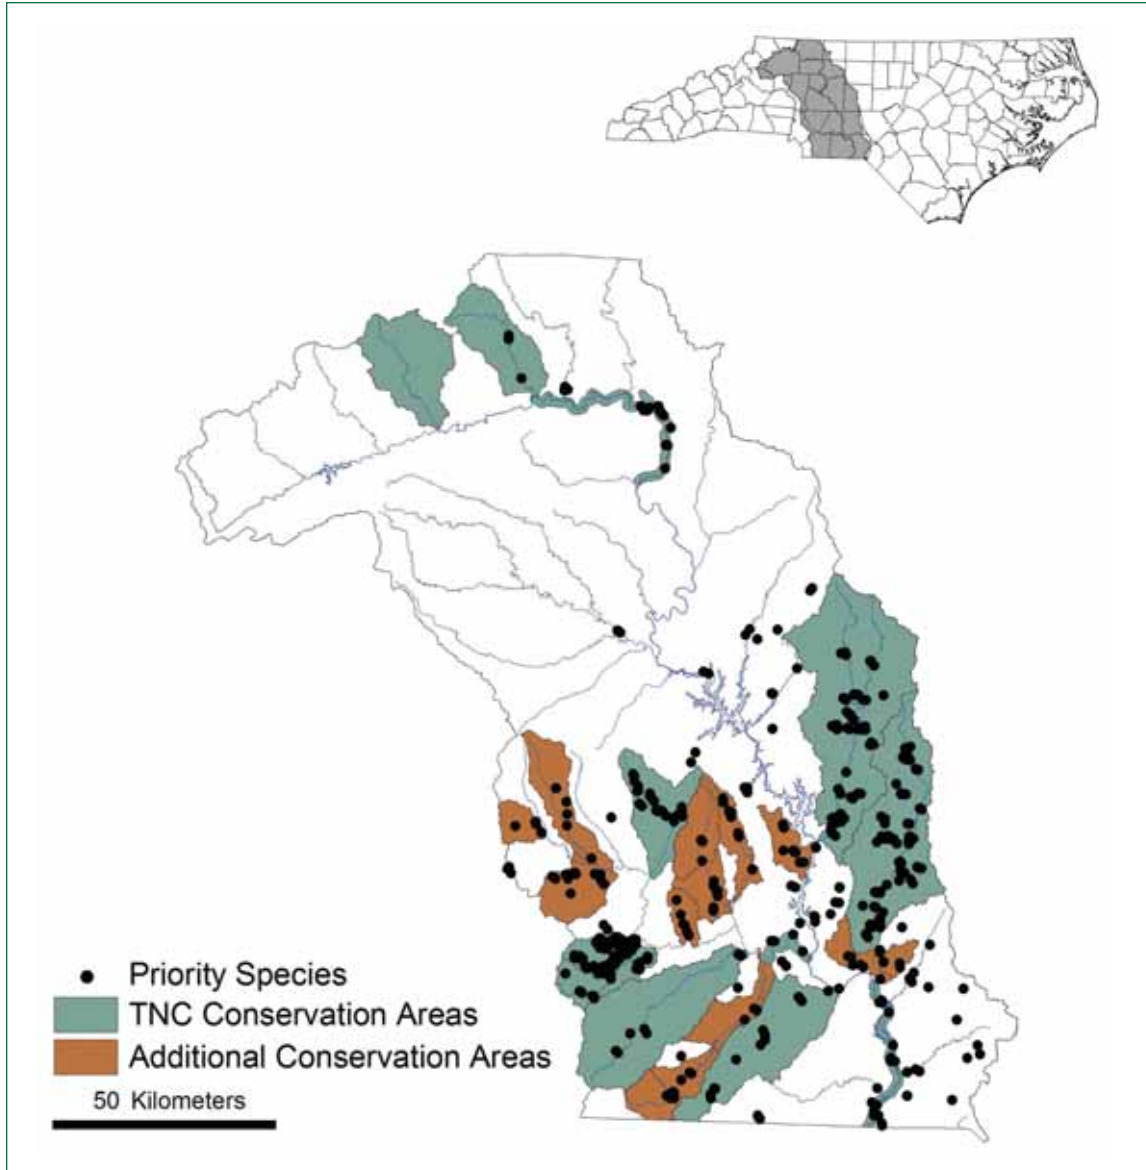 Priority Species
TNC Conservation Areas
Additional Conservation Areas
50 Kilometers